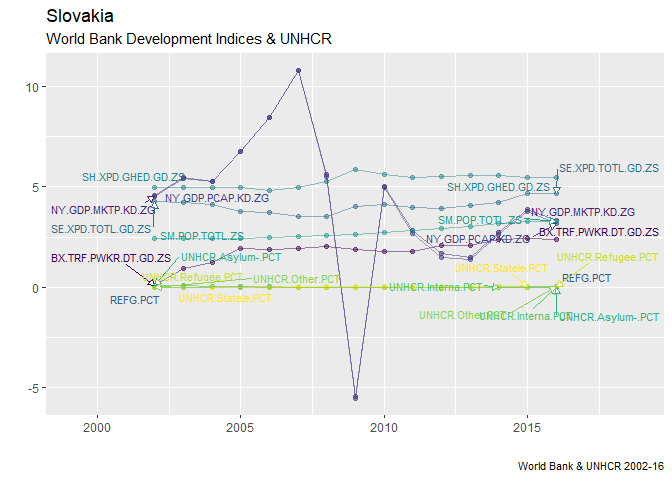 Slovakia
World Bank Development Indices & UNHCR
10
5
0
-5
SH.XPD.GHED.GD.ZS
SE.XPD.TOTL.GD.ZS
SH.XPD.GHED.GD.ZS
NY.GDP.PCAP.KD.ZG
NY.GDP.MKTP.KD.ZG
NY.GDP.MKTP.KD.ZG
SM.POP.TOTL.ZS
SE.XPD.TOTL.GD.ZS
SM.POP.TOTL.ZS
BX.TRF.PWKR.DT.GD.ZS
NY.GDP.PCAP.KD.ZG
BX.TRF.PWKR.DT.GD.ZS
UNHCR.Asylum-.PCT
UNHCR.Refugee.PCT
UNHCR.Statela.PCT
UNHCR.Refugee.PCT
UNHCR.Other.PCT
REFG.PCT
UNHCR.Interna.PCT
REFG.PCT
UNHCR.Statela.PCT
UNHCR.Other.PCT
UNHCR.Interna.PCT
UNHCR.Asylum-.PCT
2000
2005
2010
2015
World Bank & UNHCR 2002-16